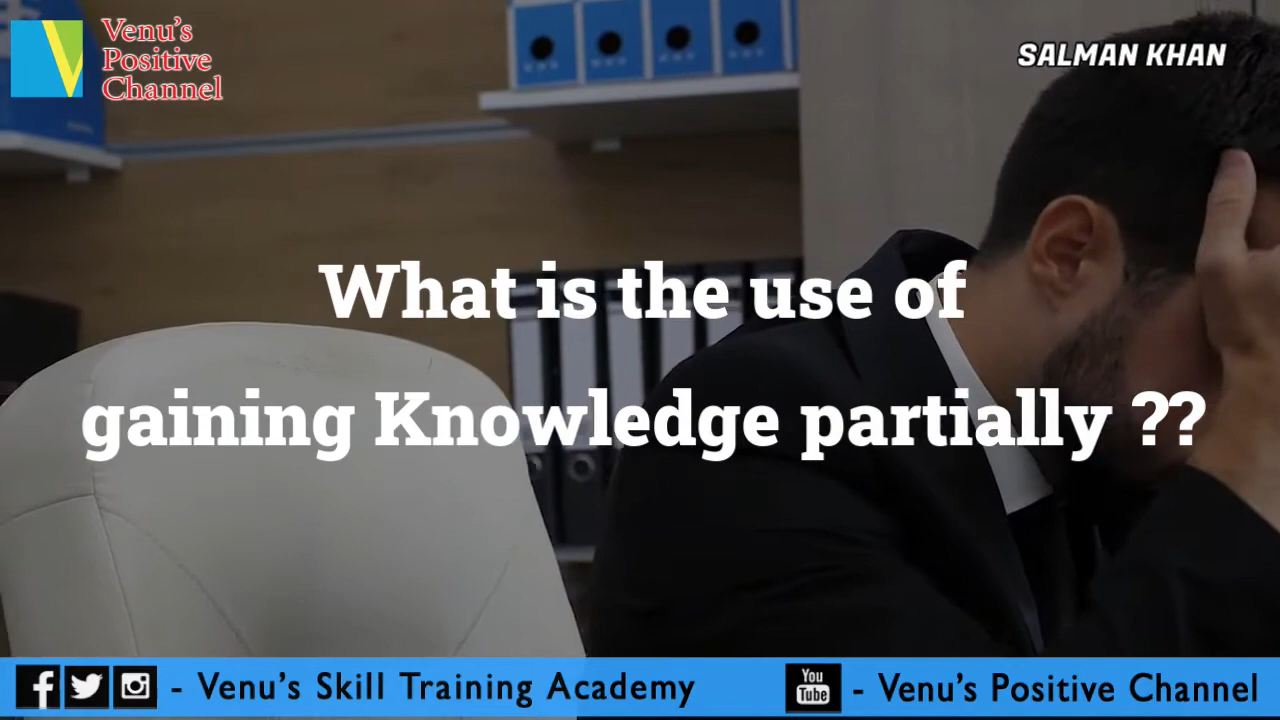 Venu's
Positive
Channel
SALMAN KHAN
What is the use of
gaining Knowledge partially ??
- Venu's Skill Training Academy
You
Tube
- Venu's Positive Channel